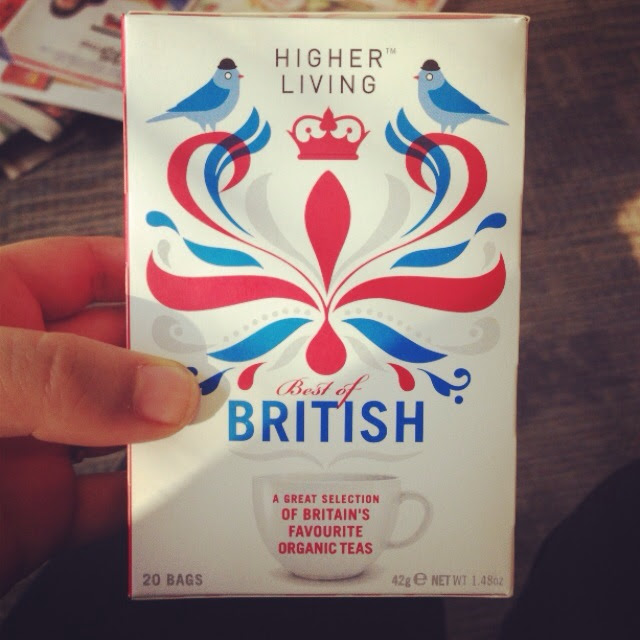 HIGHER™
LIVING
Best of
BRITISH
A GREAT SELECTION
OF BRITAIN'S
FAVOURITE
ORGANIC TEAS
20 BAGS
42g ℮ NET WT 1.48oz